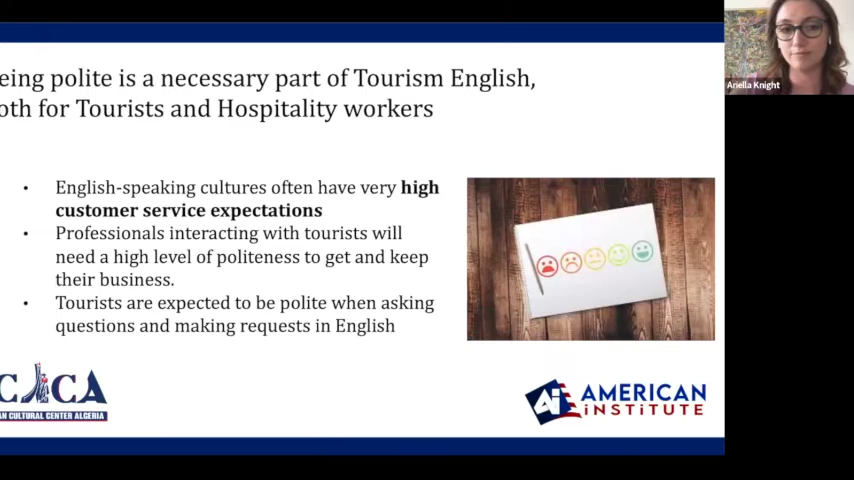 eing polite is a necessary part of Tourism English,
oth for Tourists and Hospitality workers
Ariella Knight
• English-speaking cultures often have very high
customer service expectations
• Professionals interacting with tourists will
need a high level of politeness to get and keep
their business.
• Tourists are expected to be polite when asking
questions and making requests in English
CACA
AN CULTURAL CENTER ALGERIA
Ai AMERICAN
INSTITUTE